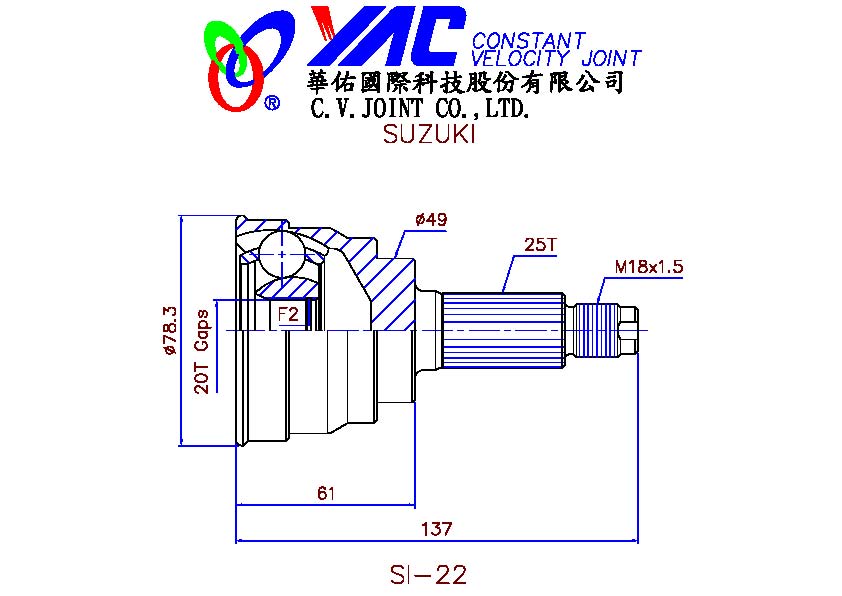 YAC CONSTANT
VELOCITY JOINT
華佑國際科技股份有限公司
C.V.JOINT CO.,LTD.
®
SUZUKI
ø49
25T
M18x1.5
ø78.3
20T Gaps
F2
61
137
SI-22